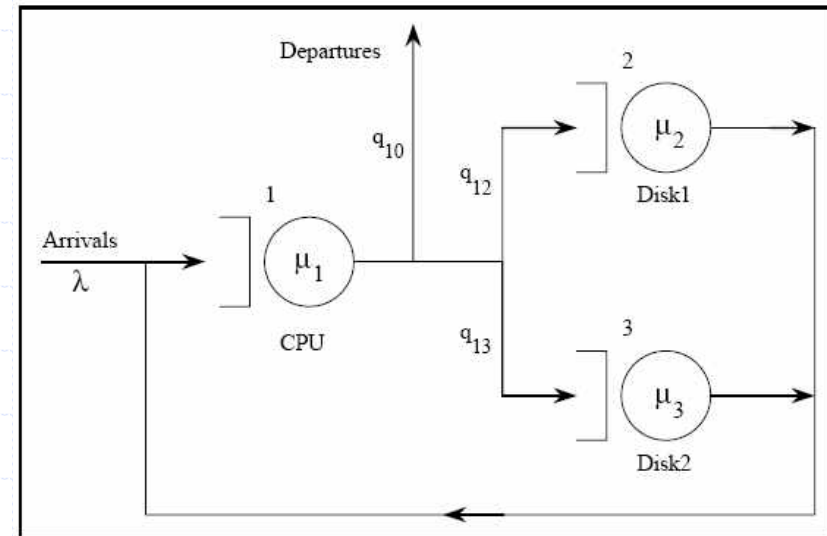 Departures
q10
Arrivals
λ
1
μ1
CPU
q12
q13
2
μ2
Disk1
3
μ3
Disk2